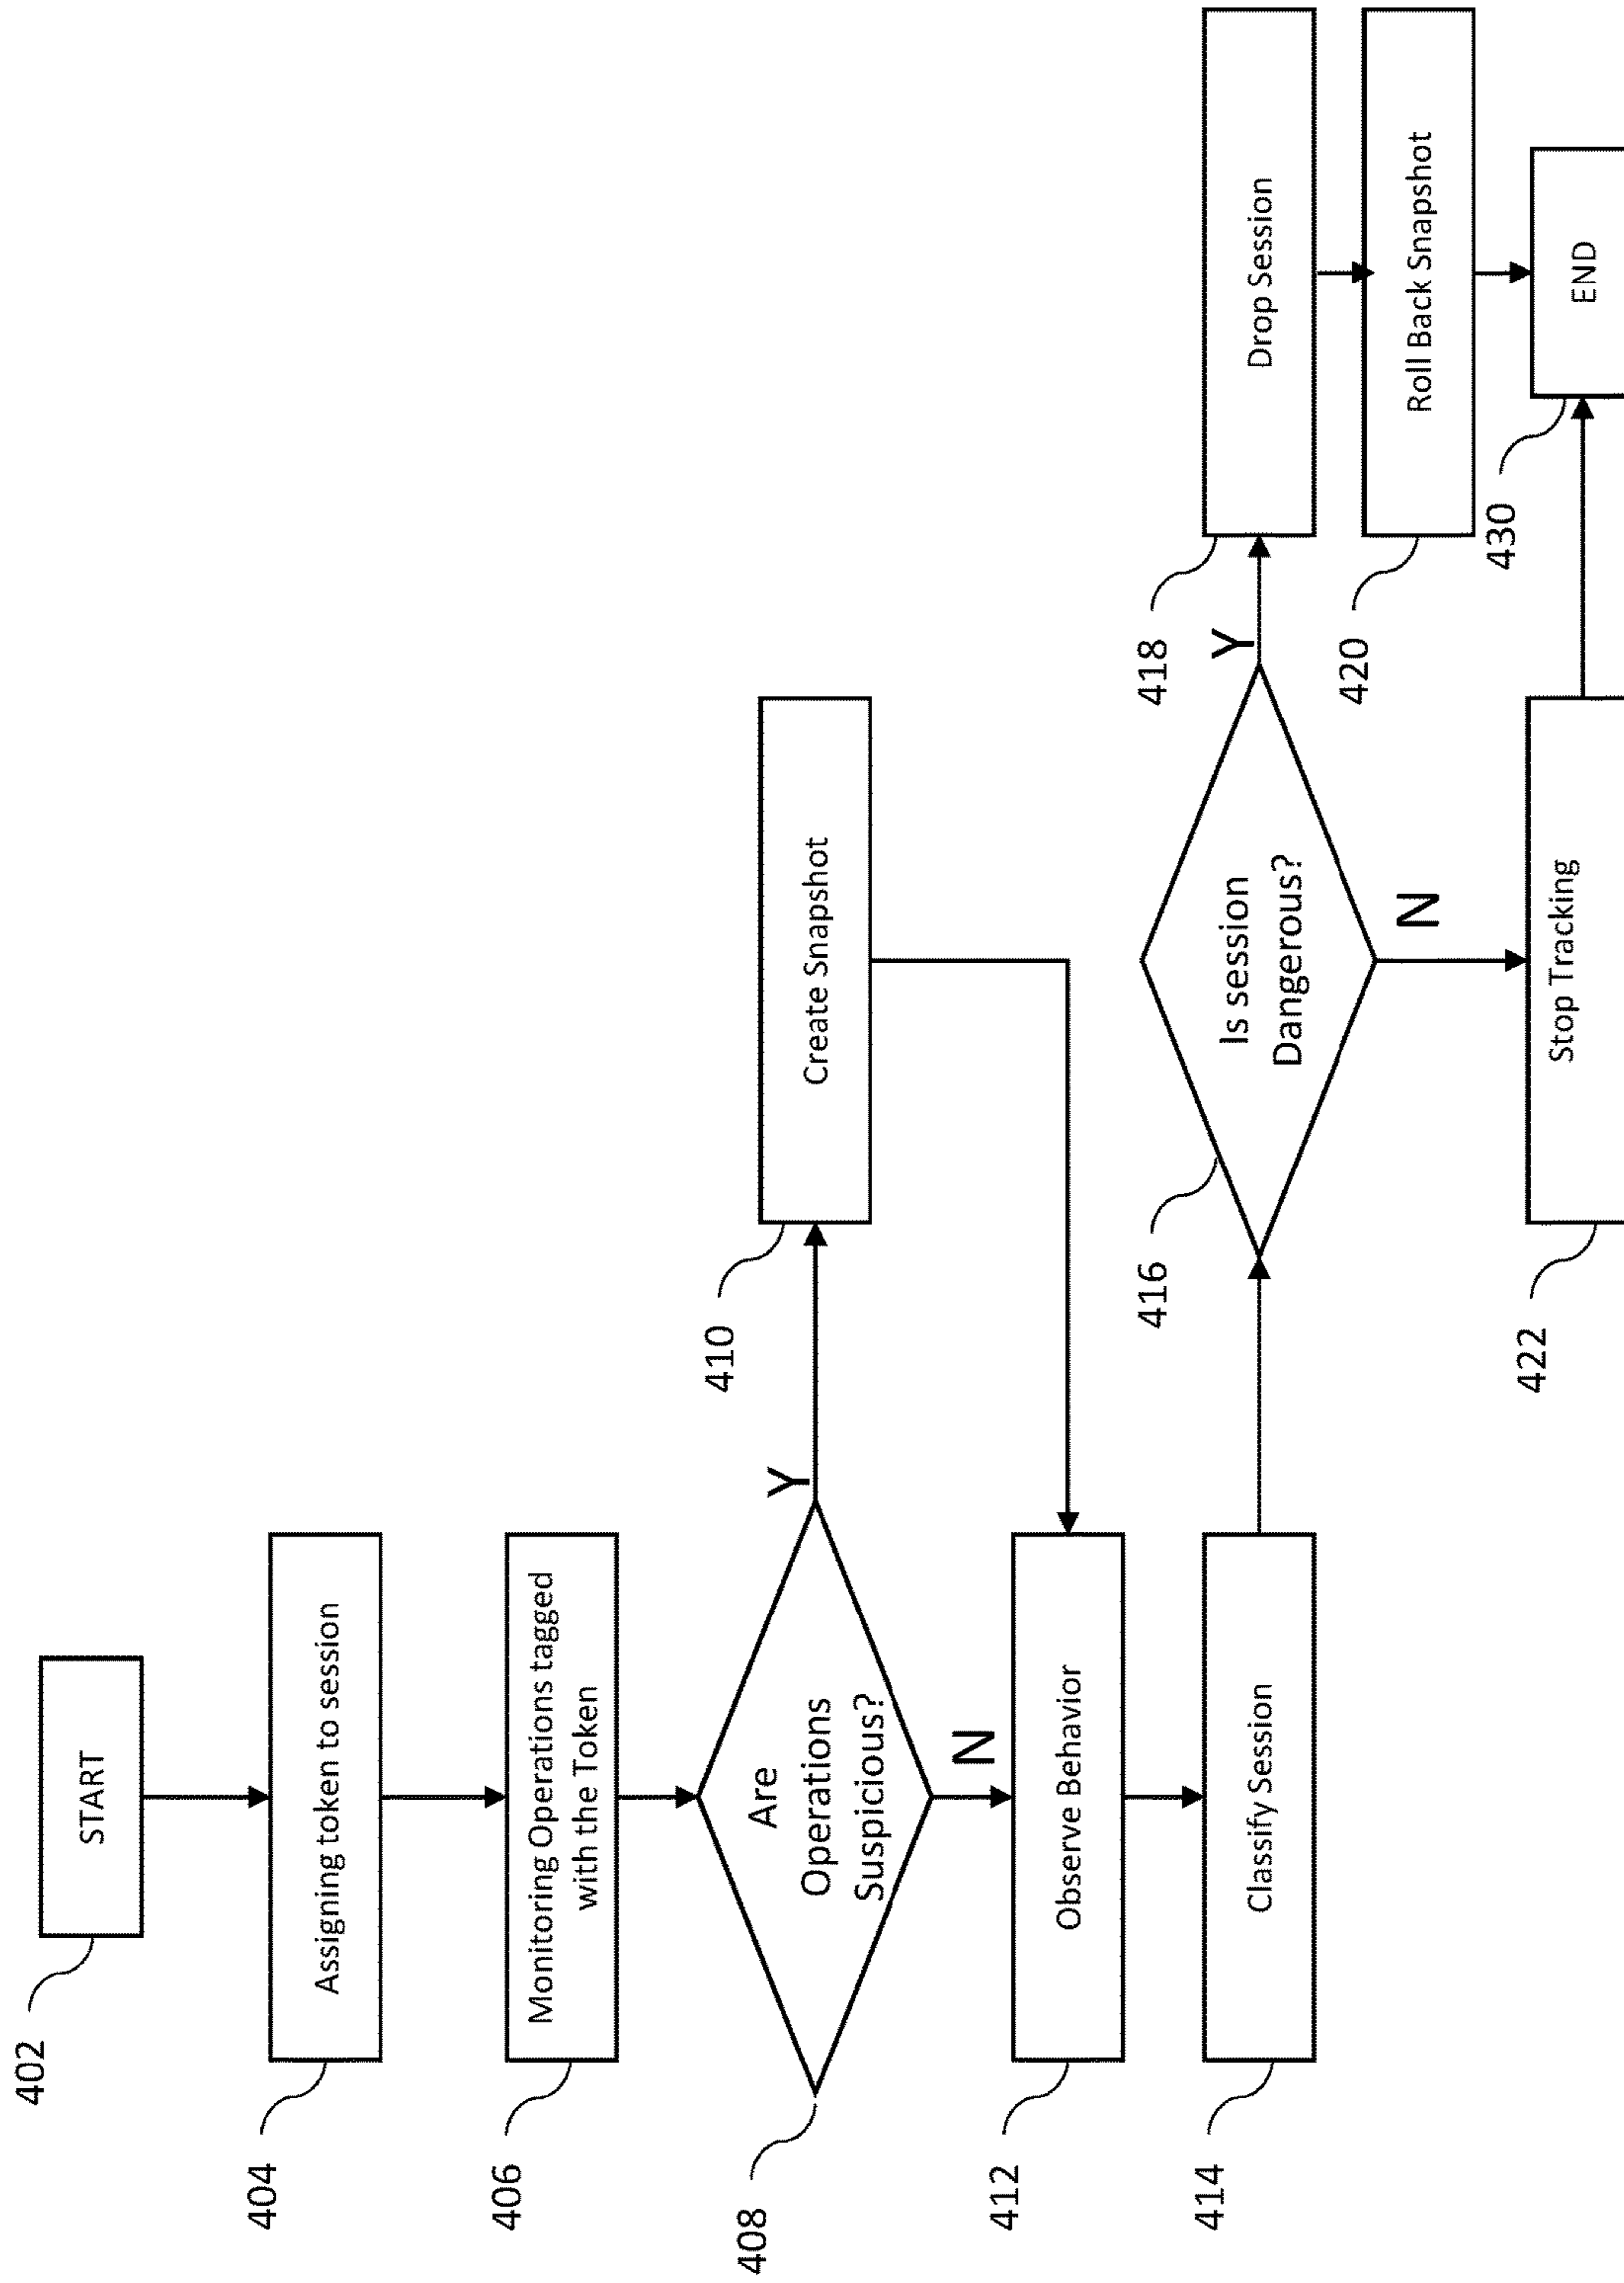 402
START
404
Assigning token to session
406
Monitoring Operations tagged
with the Token
408
Are
Operations
Suspicious?
Y
N
410
Create Snapshot
412
Observe Behavior
414
Classify Session
416
Is session
Dangerous?
Y
N
418
Drop Session
420
Roll Back Snapshot
422
Stop Tracking
430
END